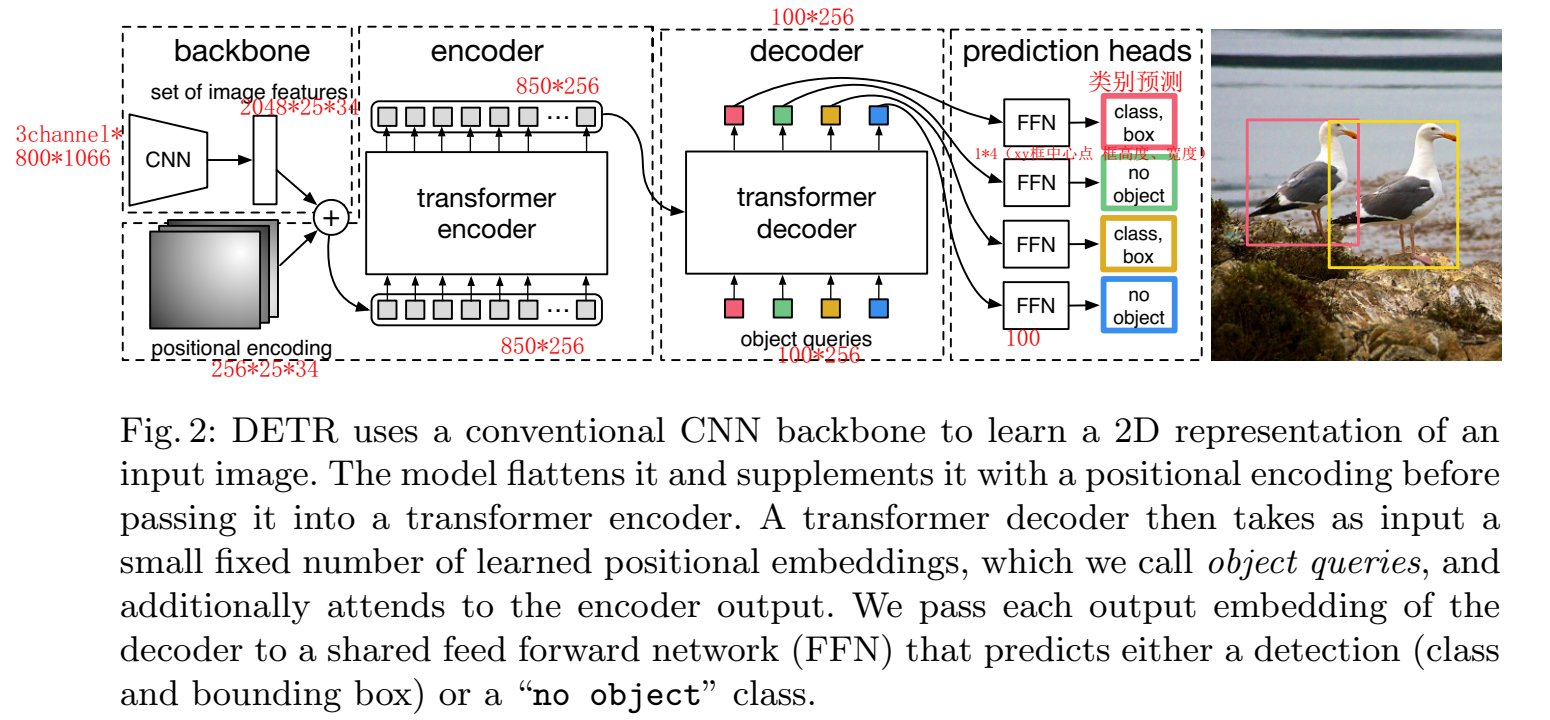 100*256
backbone
encoder
decoder
prediction heads
set of image features
2048*25*34
850*256
类别预测
3channel*
800*1066
CNN
+
transformer
encoder
transformer
decoder
FFN
class,
box
1*4（xy框中心点 框高度、宽度）
FFN
no
object
FFN
class,
box
FFN
no
object
...
...
positional encoding
256*25*34
850*256
object queries
100*256
100
Fig. 2: DETR uses a conventional CNN backbone to learn a 2D representation of an
input image. The model flattens it and supplements it with a positional encoding before
passing it into a transformer encoder. A transformer decoder then takes as input a
small fixed number of learned positional embeddings, which we call object queries, and
additionally attends to the encoder output. We pass each output embedding of the
decoder to a shared feed forward network (FFN) that predicts either a detection (class
and bounding box) or a “no object” class.